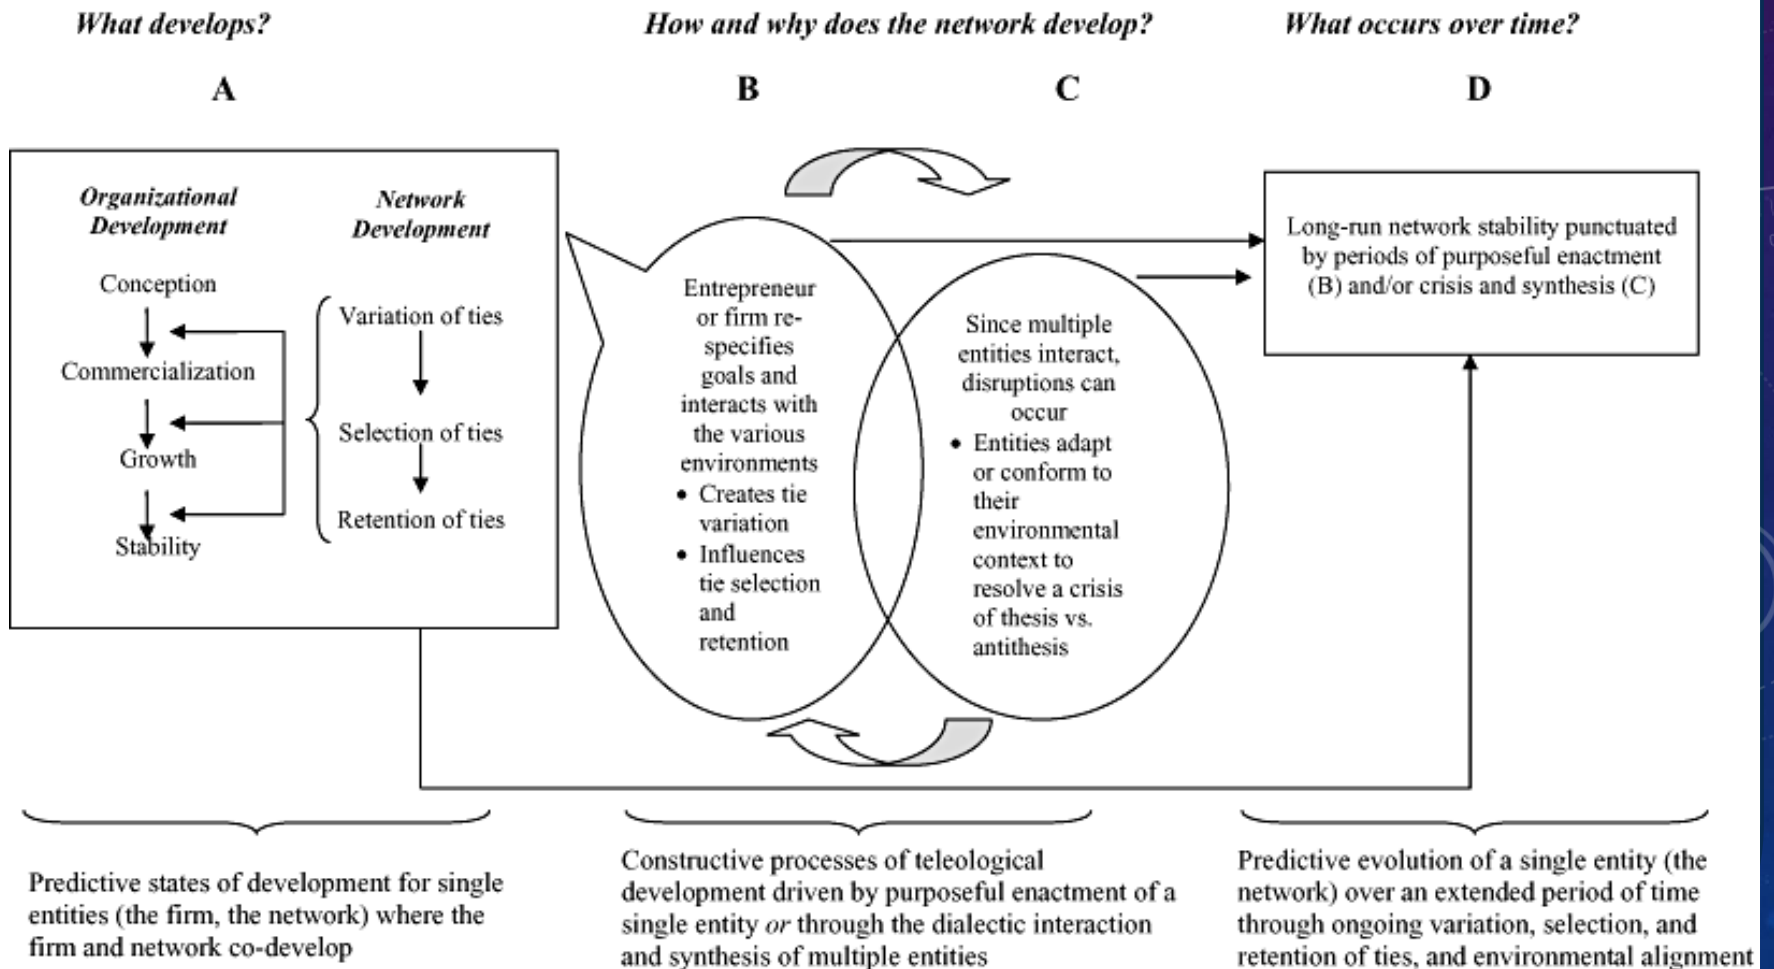 What develops?
How and why does the network develop?
What occurs over time?
A
B
C
D
Organizational
Development
Conception
Commercialization
Growth
Stability
Network
Development
Variation of ties
Selection of ties
Retention of ties
Entrepreneur
or firm re-
specifies
goals and
interacts with
the various
environments
• Creates tie
variation
• Influences
tie selection
and
retention
Since multiple
entities interact,
disruptions can
occur
• Entities adapt
or conform to
their
environmental
context to
resolve a crisis
of thesis vs.
antithesis
Long-run network stability punctuated
by periods of purposeful enactment
(B) and/or crisis and synthesis (C)
Predictive states of development for single
entities (the firm, the network) where the
firm and network co-develop
Constructive processes of teleological
development driven by purposeful enactment of a
single entity or through the dialectic interaction
and synthesis of multiple entities
Predictive evolution of a single entity (the
network) over an extended period of time
through ongoing variation, selection, and
retention of ties, and environmental alignment